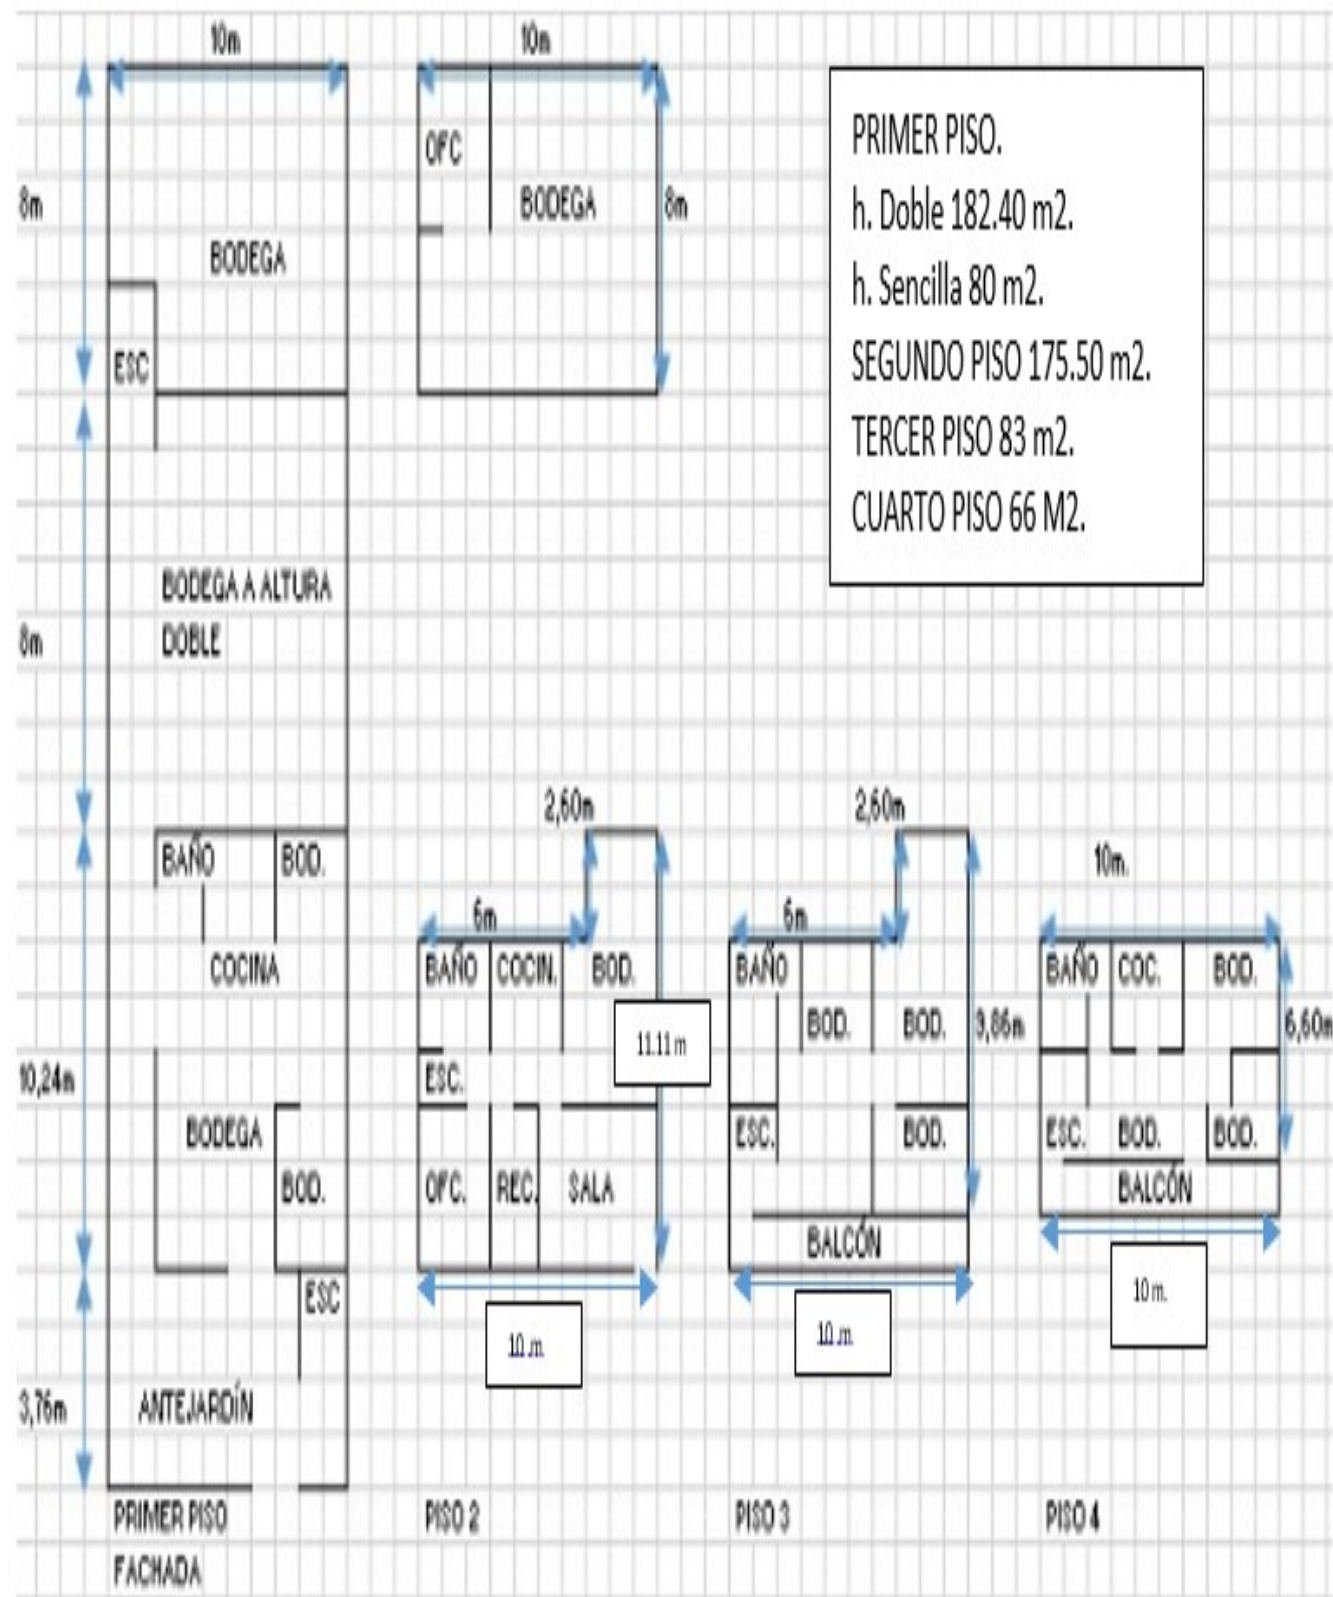 10m
10m
8m
OFC
BODEGA
8m
BODEGA
ESC
PRIMER PISO.
h. Doble 182.40 m2.
h. Sencilla 80 m2.
SEGUNDO PISO 175.50 m2.
TERCER PISO 83 m2.
CUARTO PISO 66 M2.
BODEGA A ALTURA
DOBLE
8m
BAÑO
BOD.
COCINA
10,24m
BODEGA
BOD.
ESC
3,76m
ANTEJARDÍN
PRIMER PISO
FACHADA
2,60m
6m
BAÑO
COCIN.
BOD.
11.11 m
ESC.
OFC.
REC.
SALA
10 m
PISO 2
2,60m
6m
BAÑO
BOD.
BOD.
9,86m
ESC.
BOD.
BALCÓN
10 m
PISO 3
10m.
BAÑO
COC.
BOD.
6,60m
ESC.
BOD.
BOD.
BALCÓN
10 m.
PISO 4